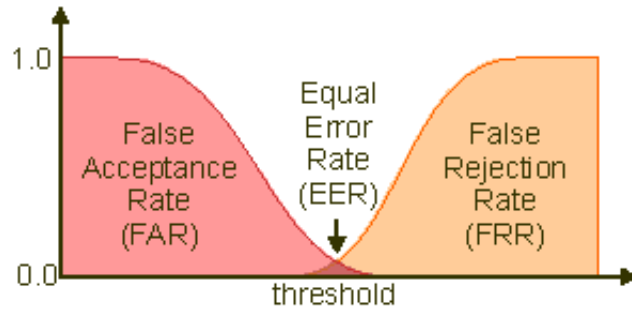 1.0
False
Acceptance
Rate
(FAR)
Equal
Error
Rate
(EER)
False
Rejection
Rate
(FRR)
0.0
threshold